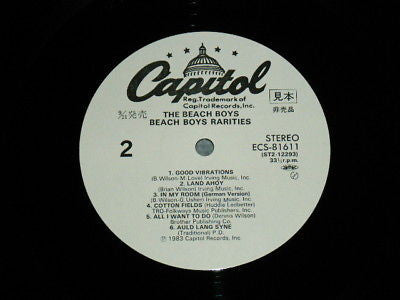 Capitol
Reg. Trademark of
Capitol Records, Inc.
発売
見本
非売品
THE BEACH BOYS
BEACH BOYS RARITIES
2
STEREO
ECS-81611
(ST2-12293)
33⅓ r.p.m.
1. GOOD VIBRATIONS
(B. Wilson-M. Love) Irving Music, Inc.
2. LAND AHOY
(Brian Wilson) Irving Music, Inc.
3. IN MY ROOM (German Version)
(B. Wilson-G. Usher) Irving Music, Inc.
4. COTTON FIELDS (Huddie Ledbetter)
TRO-Folkways Music Publishers, Inc.
5. ALL I WANT TO DO (Dennis Wilson)
Brother Publishing Co.
6. AULD LANG SYNE
(Traditional) P.D.
℗ 1983 Capitol Records, Inc.